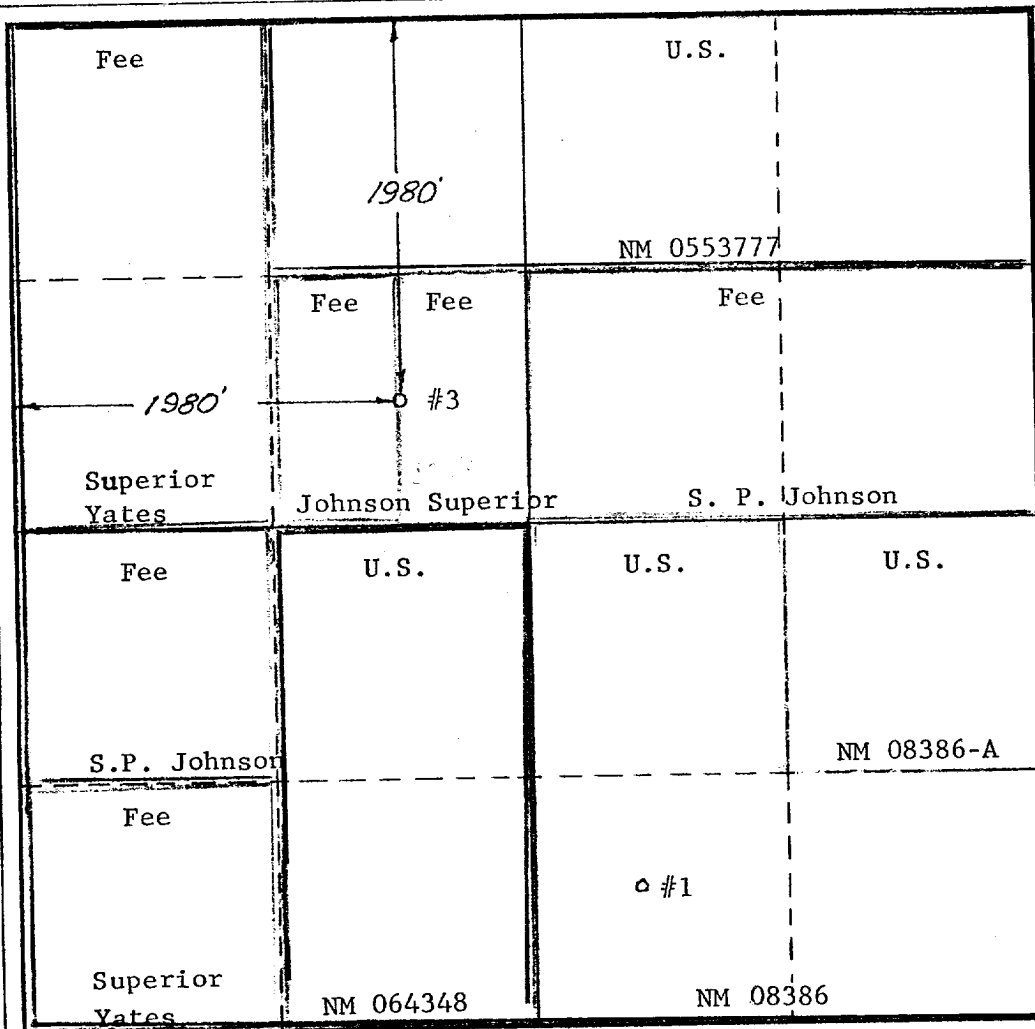 Fee
U.S.
1980'
NM 0553777
Fee
Fee
Fee
1980'
#3
Superior
Yates
Johnson Superior
S. P. Johnson
Fee
U.S.
U.S.
U.S.
S.P. Johnson
NM 08386-A
Fee
#1
Superior
Yates
NM 064348
NM 08386